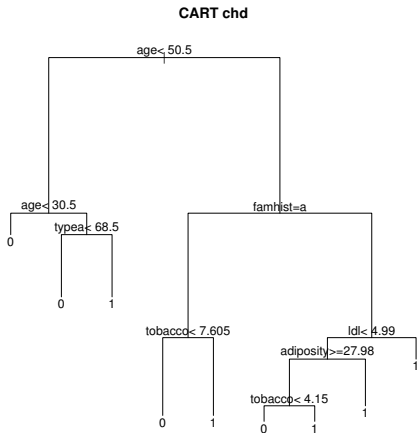 CART chd
age< 50.5
age< 30.5
famhist=a
0
typea< 68.5
0
1
tobacco< 7.605
ldl< 4.99
adiposity>=27.98
1
tobacco< 4.15
1
0
1
0
1